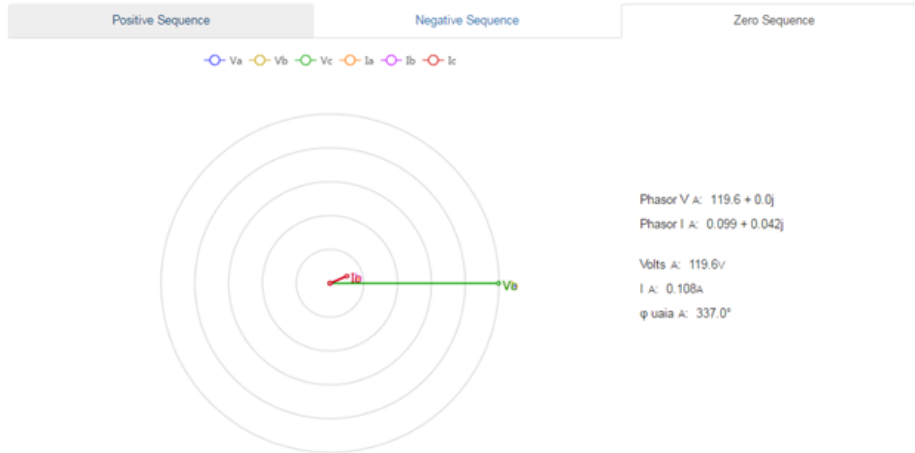 Positive Sequence Negative Sequence Zero Sequence
Va Vb Vc Ia Ib Ic
Phasor V A: 119.6 + 0.0j
Phasor I A: 0.099 + 0.042j
Ib
Volts A: 119.6V
Va
I A: 0.108A
φ uaia A: 337.0°